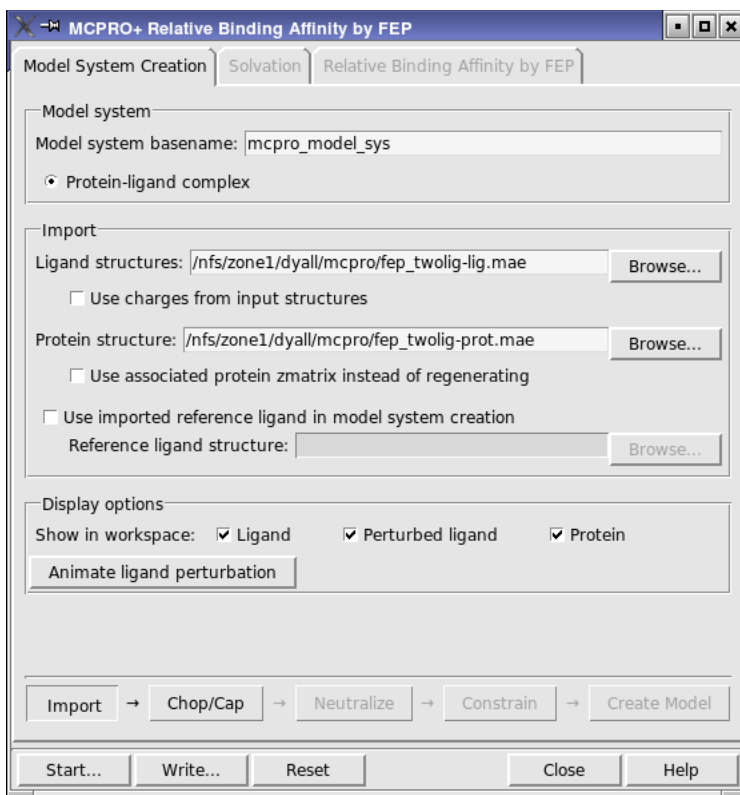 MCPRO+ Relative Binding Affinity by FEP
Model System Creation Solvation Relative Binding Affinity by FEP
Model system
Model system basename: mcpro_model_sys
Protein-ligand complex
Import
Ligand structures: /nfs/zone1/dyall/mcpro/fep_twolig-lig.mae Browse...
Use charges from input structures
Protein structure: /nfs/zone1/dyall/mcpro/fep_twolig-prot.mae Browse...
Use associated protein zmatrix instead of regenerating
Use imported reference ligand in model system creation
Reference ligand structure: Browse...
Display options
Show in workspace: Ligand Perturbed ligand Protein
Animate ligand perturbation
Import → Chop/Cap → Neutralize → Constrain → Create Model
Start... Write... Reset Close Help